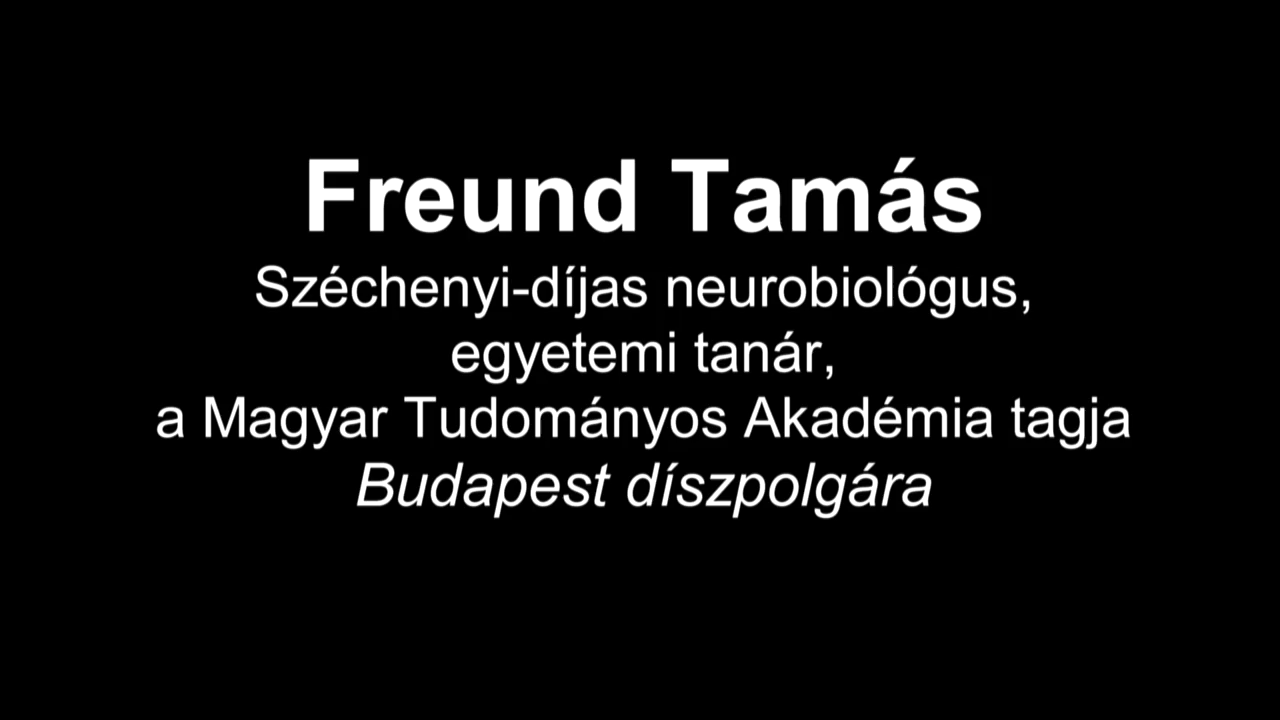 Freund Tamás
Széchenyi-díjas neurobiológus,
egyetemi tanár,
a Magyar Tudományos Akadémia tagja
Budapest díszpolgára